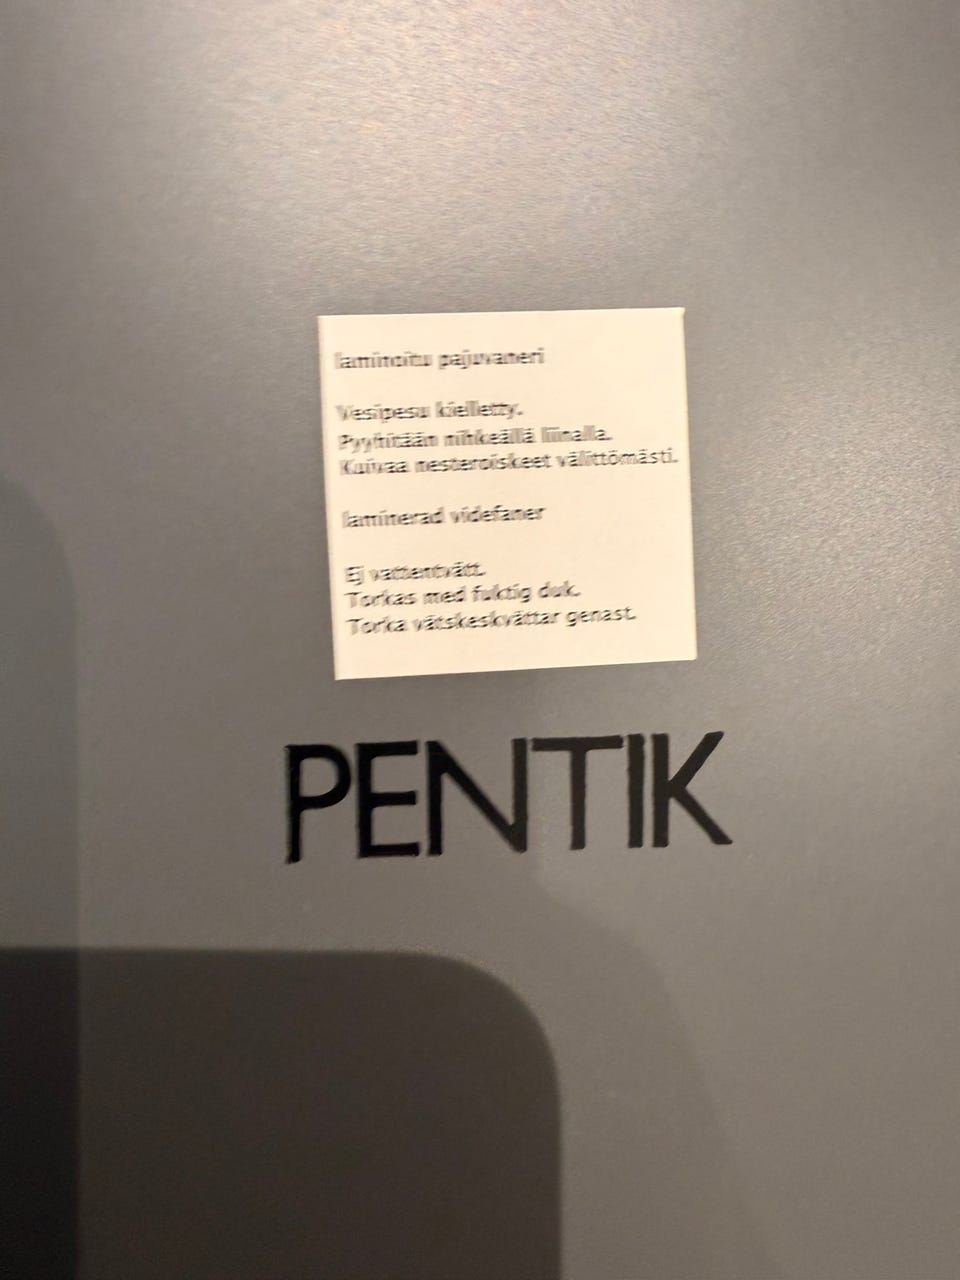 laminoitu pajuvaneri
Vesipesu kielletty.
Pyyhitään nihkeällä liinalla.
Kuivaa nesteroiskeet välittömästi.
laminerad videfaner
Ej vattentvätt.
Torkas med fuktig duk.
Torka vätskeskvättar genast.
PENTIK